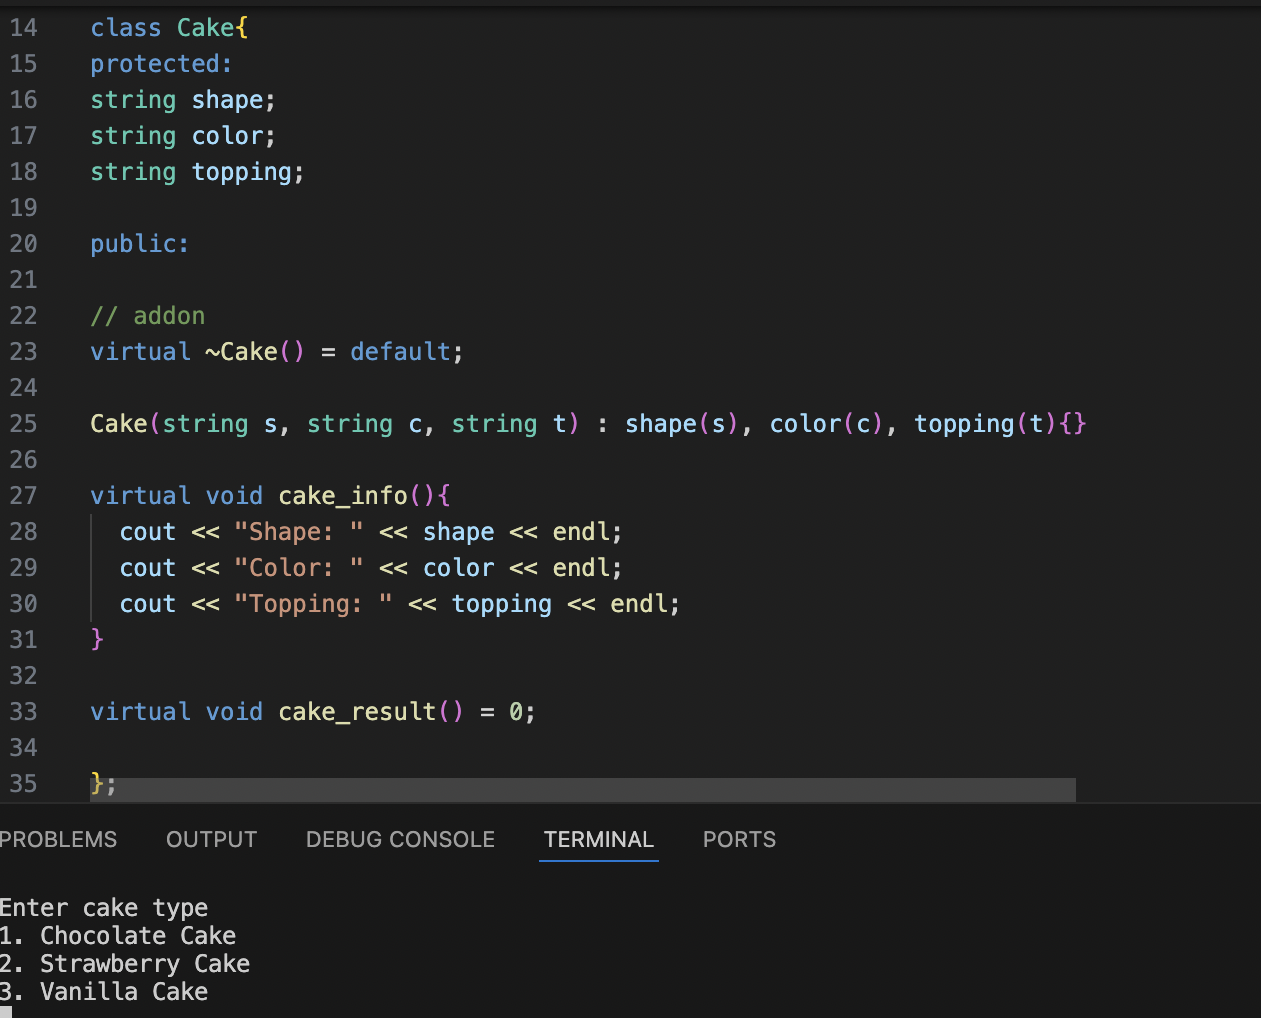 14 class Cake{
15 protected:
16 string shape;
17 string color;
18 string topping;
19
20 public:
21
22 // addon
23 virtual ~Cake() = default;
24
25 Cake(string s, string c, string t) : shape(s), color(c), topping(t){}
26
27 virtual void cake_info(){
28 cout << "Shape: " << shape << endl;
29 cout << "Color: " << color << endl;
30 cout << "Topping: " << topping << endl;
31 }
32
33 virtual void cake_result() = 0;
34
35 };
PROBLEMS OUTPUT DEBUG CONSOLE TERMINAL PORTS
Enter cake type
1. Chocolate Cake
2. Strawberry Cake
3. Vanilla Cake